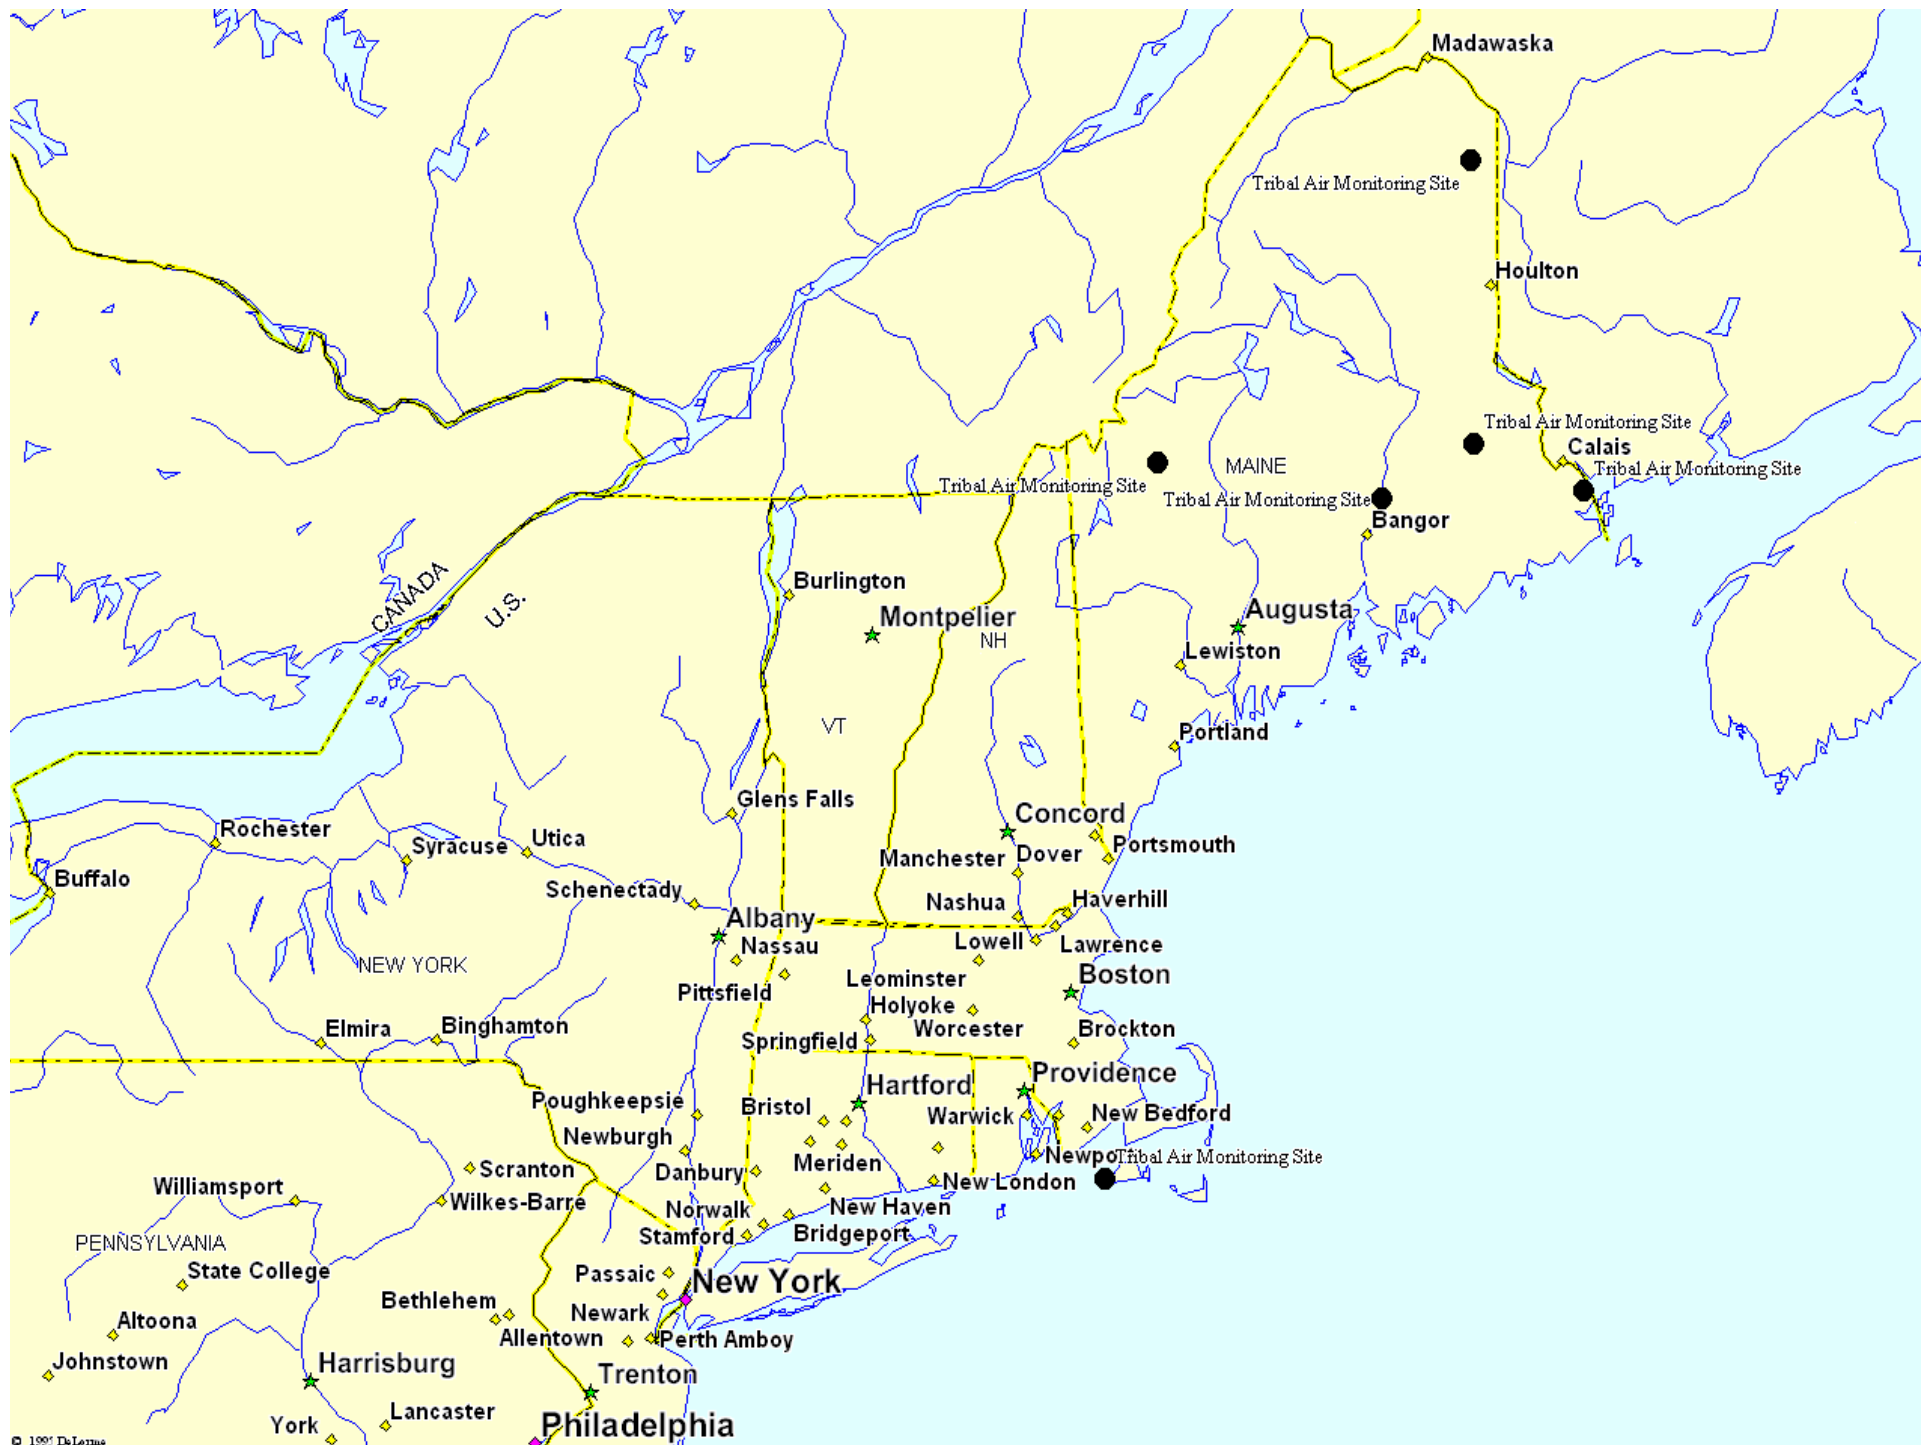 Madawaska
Tribal Air Monitoring Site
Houlton
Tribal Air Monitoring Site
Calais
MAINE
Tribal Air Monitoring Site
Tribal Air Monitoring Site
Tribal Air Monitoring Site
Bangor
CANADA
U.S.
Burlington
Montpelier
NH
Augusta
Lewiston
VT
Portland
Glens Falls
Concord
Rochester
Syracuse
Utica
Manchester
Dover
Portsmouth
Buffalo
Schenectady
Nashua
Haverhill
Albany
Nassau
Lowell
Lawrence
NEW YORK
Pittsfield
Leominster
Boston
Holyoke
Elmira
Binghamton
Worcester
Brockton
Springfield
Providence
Hartford
Poughkeepsie
Bristol
Warwick
New Bedford
Newburgh
Newpo
Tribal Air Monitoring Site
Meriden
Scranton
Danbury
New London
Williamsport
Wilkes-Barre
Norwalk
New Haven
Stamford
Bridgeport
PENNSYLVANIA
State College
Passaic
New York
Bethlehem
Newark
Altoona
Allentown
Perth Amboy
Johnstown
Harrisburg
Trenton
Lancaster
York
Philadelphia